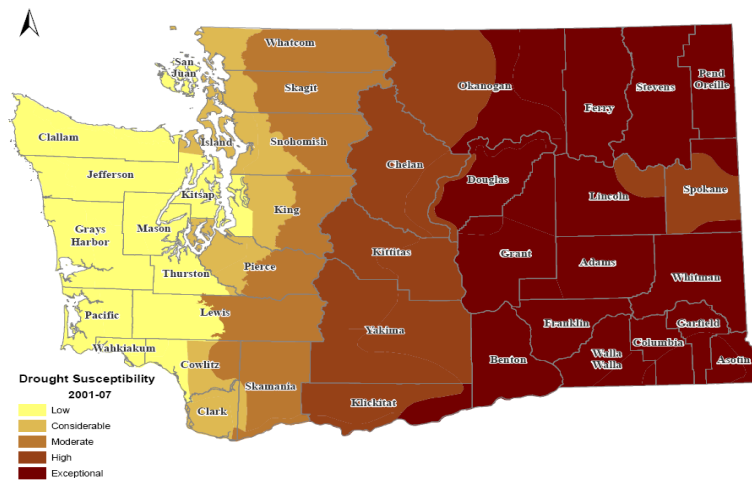 Whatcom
San
Juan
Skagit
Okanogan
Ferry
Stevens
Pend
Oreille
Clallam
Island
Snohomish
Jefferson
Chelan
Douglas
Kitsap
Lincoln
Spokane
King
Grays
Harbor
Mason
Kittitas
Grant
Adams
Pierce
Thurston
Whitman
Pacific
Lewis
Yakima
Franklin
Garfield
Wahkiakum
Cowlitz
Benton
Walla
Walla
Columbia
Asotin
Skamania
Clark
Klickitat
Drought Susceptibility
2001-07
Low
Considerable
Moderate
High
Exceptional